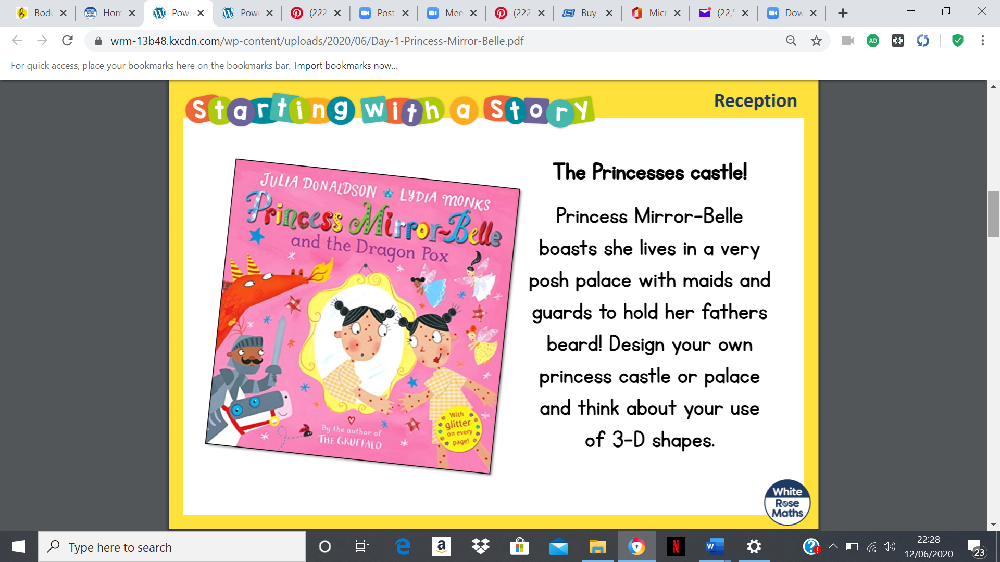 Bode
Hom
Pow
Pow
(222
Post
Mee
(222
Buy
Micr
(22,
Dow
wrm-13b48.kxcdn.com/wp-content/uploads/2020/06/Day-1-Princess-Mirror-Belle.pdf
AD
For quick access, place your bookmarks here on the bookmarks bar. Import bookmarks now...
Starting with a Story
Reception
JULIA DONALDSON LYDIA MONKS
Princess Mirror-Belle
and the Dragon Pox
With
glitter
on every
page!
By the author of
THE GRUFFALO
The Princesses castle!
Princess Mirror-Belle
boasts she lives in a very
posh palace with maids and
guards to hold her fathers
beard! Design your own
princess castle or palace
and think about your use
of 3-D shapes.
White
Rose
Maths
Type here to search
22:28
12/06/2020
23